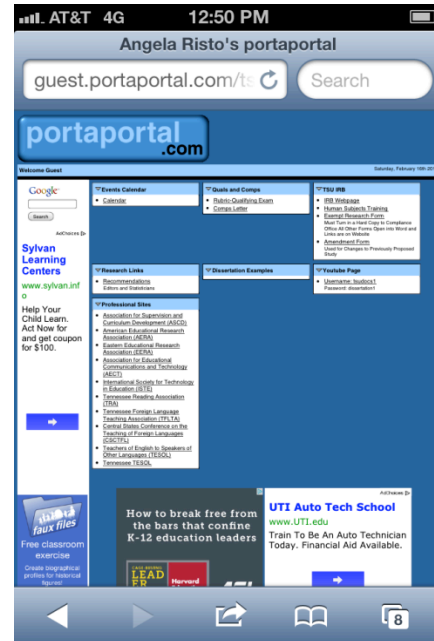 AT&T 4G 12:50 PM
Angela Risto's portaportal
guest.portaportal.com/ts
Search
portaportal
.com
Welcome Guest
Saturday, February 16th 201
Google
Search
AdChoices
Sylvan
Learning
Centers
www.sylvan.inf
o
Help Your
Child Learn.
Act Now for
and get coupon
for $100.
faux files
Free classroom
exercise
Create biographical
profiles for historical
figures!
Events Calendar
Calendar
Research Links
Recommendations
Editors and Statisticians
Professional Sites
Association for Supervision and
Curriculum Development (ASCD)
American Educational Research
Association (AERA)
Eastern Educational Research
Association (EERA)
Association for Educational
Communications and Technology
(AECT)
International Society for Technology
in Education (ISTE)
Tennessee Reading Association
(TRA)
Tennessee Foreign Language
Teaching Association (TFLTA)
Central States Conference on the
Teaching of Foreign Languages
(CSCTFL)
Teachers of English to Speakers of
Other Languages (TESOL)
Tennessee TESOL
Quals and Comps
Rubric-Qualifying Exam
Comps Letter
Dissertation Examples
TSU IRB
IRB Webpage
Human Subjects Training
Exempt Research Form
Must Turn in a Hard Copy to Compliance
Office All Other Forms Open into Word and
Links are on Website
Amendment Form
Used for Changes to Previously Proposed
Study
Youtube Page
Username: tsudocs1
Password: dissertation1
How to break free from
the bars that confine
K-12 education leaders
LEAD
ER
Harvard
AdChoices
UTI Auto Tech School
www.UTI.edu
Train To Be An Auto Technician
Today. Financial Aid Available.
8